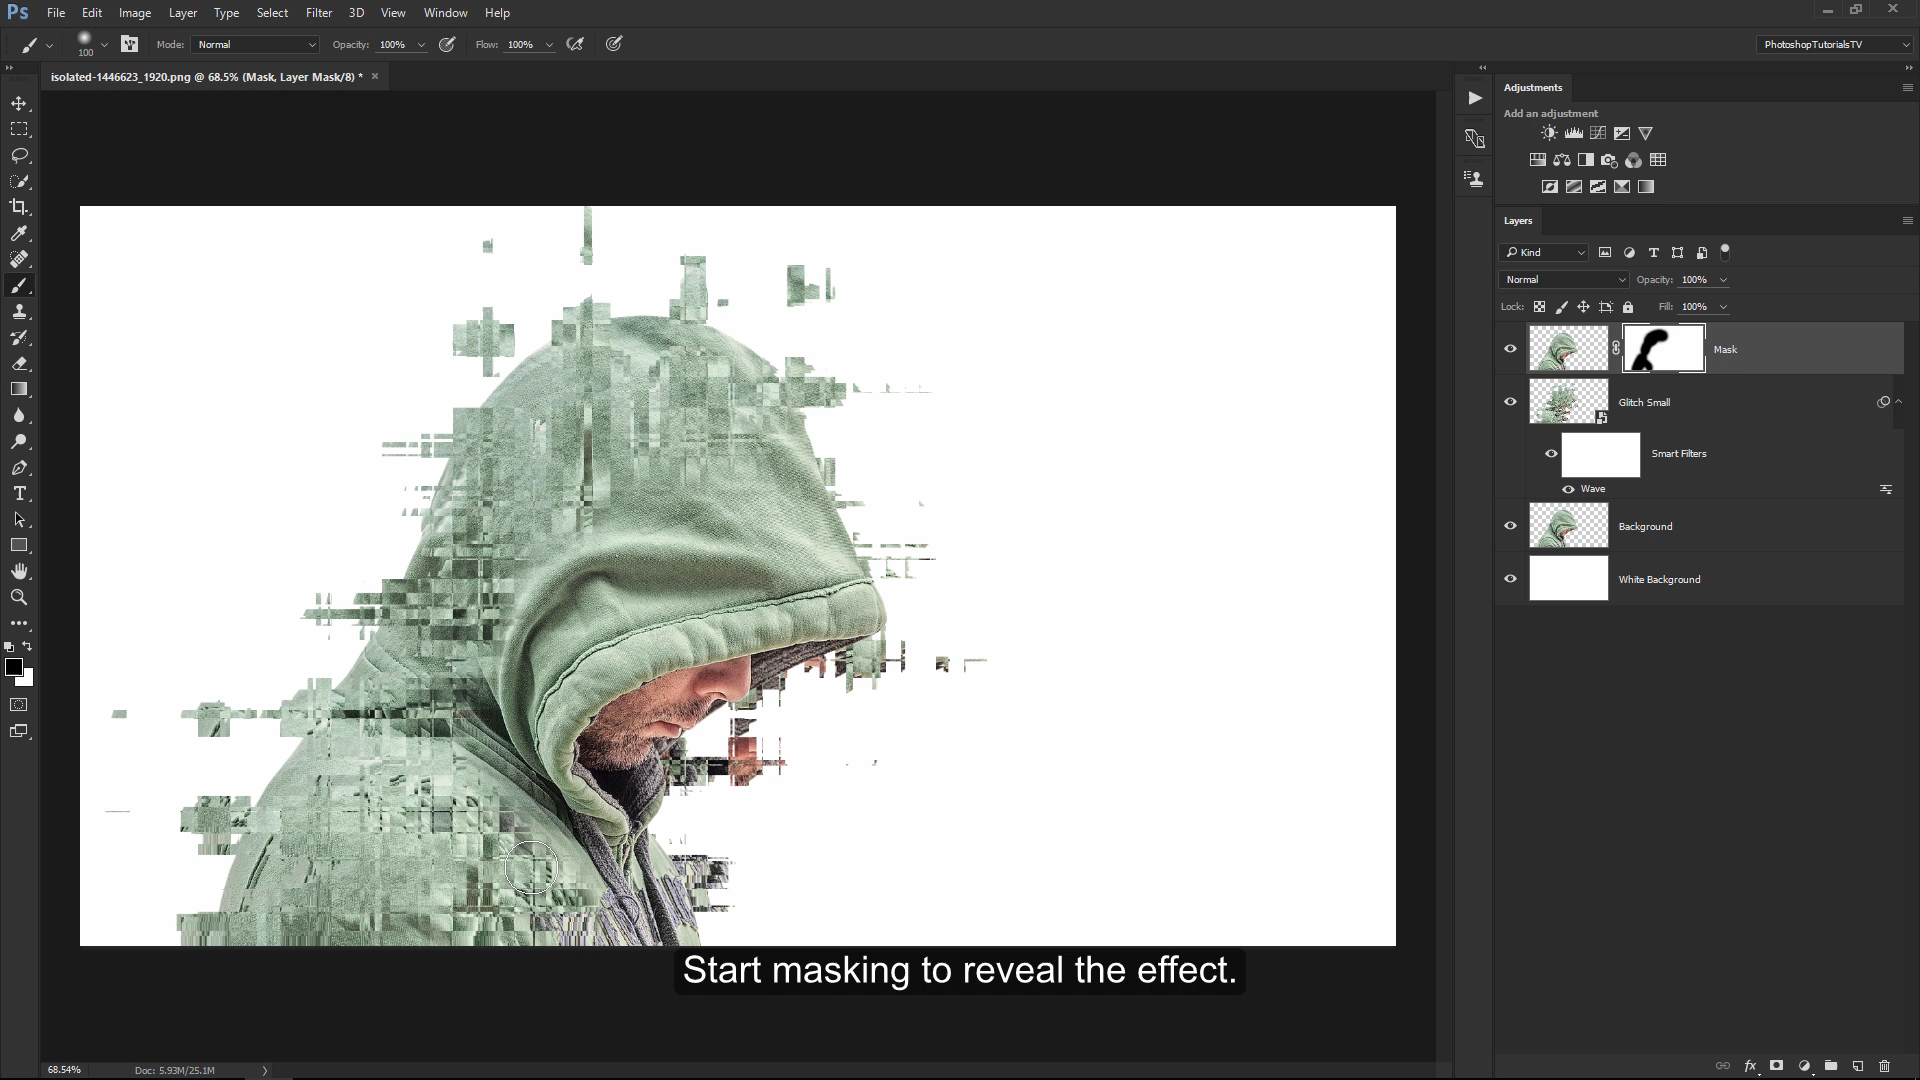 Ps File Edit Image Layer Type Select Filter 3D View Window Help
100 Mode: Normal Opacity: 100% Flow: 100% PhotoshopTutorialsTV
isolated-1446623_1920.png @ 68.5% (Mask, Layer Mask/8) *
Adjustments
Add an adjustment
Layers
Kind
Normal Opacity: 100%
Lock: Fill: 100%
Mask
Glitch Small
Smart Filters
Wave
Background
White Background
Start masking to reveal the effect.
68.54% Doc: 5.93M/25.1M